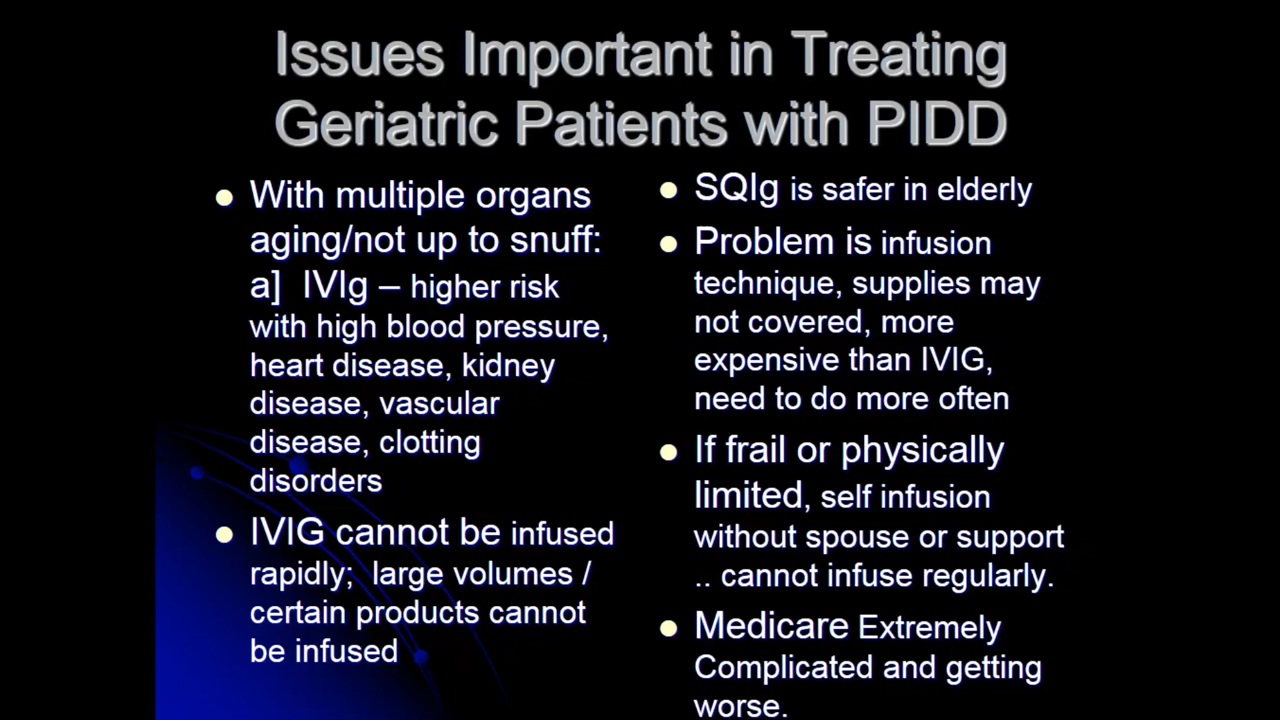 Issues Important in Treating
Geriatric Patients with PIDD
With multiple organs
aging/not up to snuff:
a] IVIg – higher risk
with high blood pressure,
heart disease, kidney
disease, vascular
disease, clotting
disorders
IVIG cannot be infused
rapidly; large volumes /
certain products cannot
be infused
SQIg is safer in elderly
Problem is infusion
technique, supplies may
not covered, more
expensive than IVIG,
need to do more often
If frail or physically
limited, self infusion
without spouse or support
.. cannot infuse regularly.
Medicare Extremely
Complicated and getting
worse.